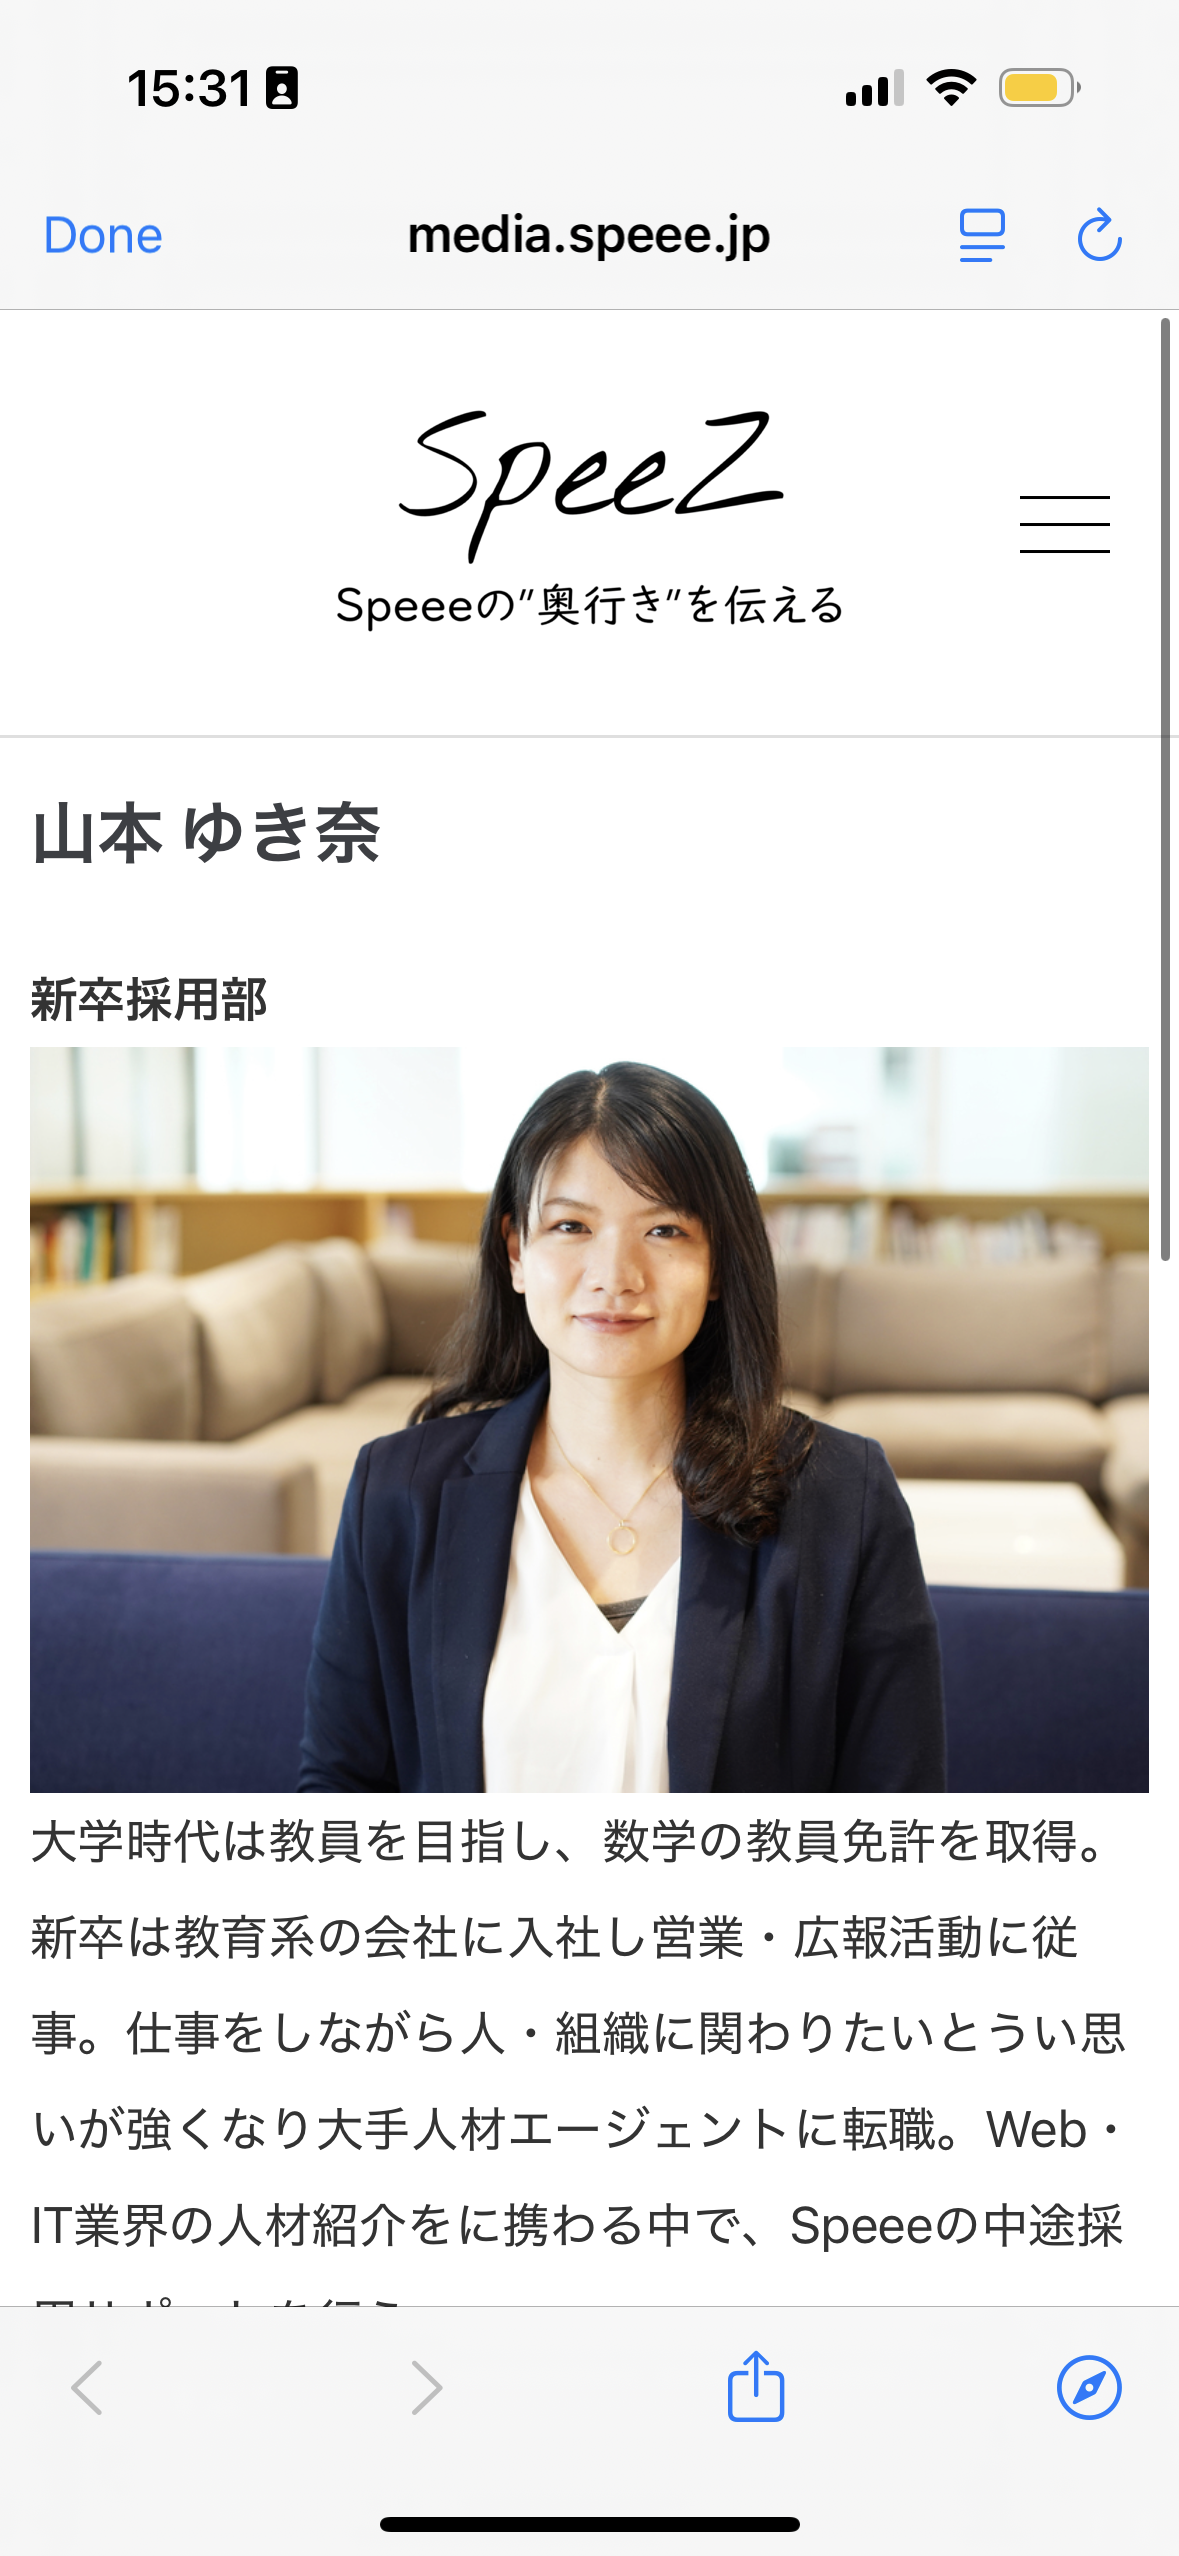 15:31
Done
media.speee.jp
SpeeZ
Speeeの"奥行き"を伝える
山本 ゆき奈
新卒採用部
大学時代は教員を目指し、数学の教員免許を取得。
新卒は教育系の会社に入社し営業・広報活動に従
事。仕事をしながら人・組織に関わりたいとうい思
いが強くなり大手人材エージェントに転職。Web・
IT業界の人材紹介をに携わる中で、Speeeの中途採